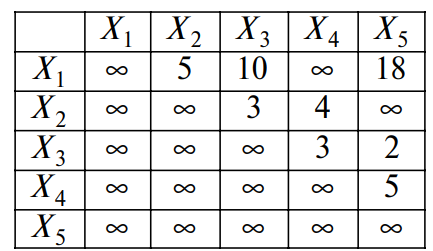 X₁ X₂ X₃ X₄ X₅
X₁ ∞ 5 10 ∞ 18
X₂ ∞ ∞ 3 4 ∞
X₃ ∞ ∞ ∞ 3 2
X₄ ∞ ∞ ∞ ∞ 5
X₅ ∞ ∞ ∞ ∞ ∞